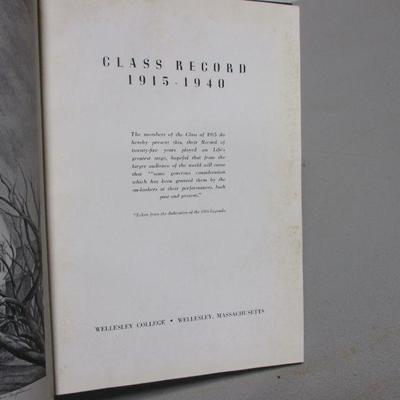 CLASS RECORD
1915 - 1940
The members of the Class of 1915 do
hereby present this, their Record of
twenty-five years played on Life's
greatest stage, hopeful that from the
larger audience of the world will come
that "“same generous consideration
which has been granted them by the
on-lookers at their performances, both
past and present."
*Taken from the dedication of the 1915 Legenda
WELLESLEY COLLEGE • WELLESLEY, MASSACHUSETTS